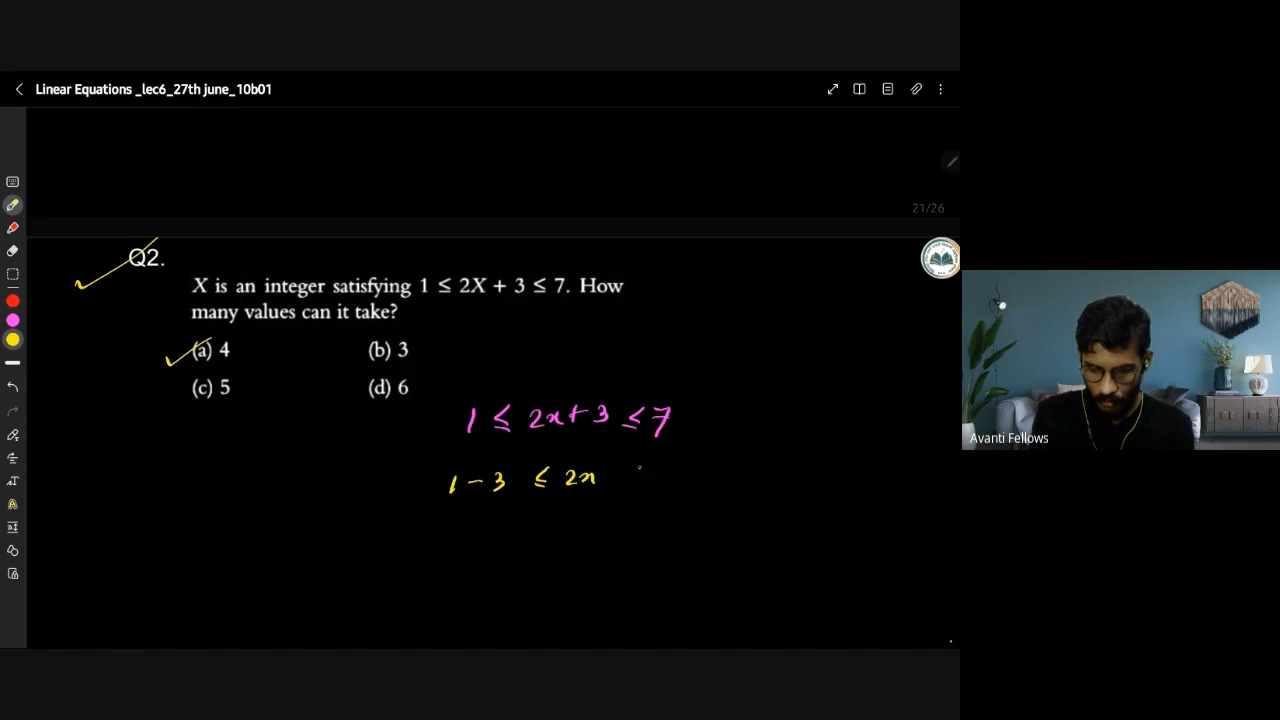 Linear Equations _lec6_27th june_10b01
21/26
Q2.
X is an integer satisfying 1 ≤ 2X + 3 ≤ 7. How
many values can it take?
(a) 4 (b) 3
(c) 5 (d) 6
1 ≤ 2x + 3 ≤ 7
1 - 3 ≤ 2x
Avanti Fellows